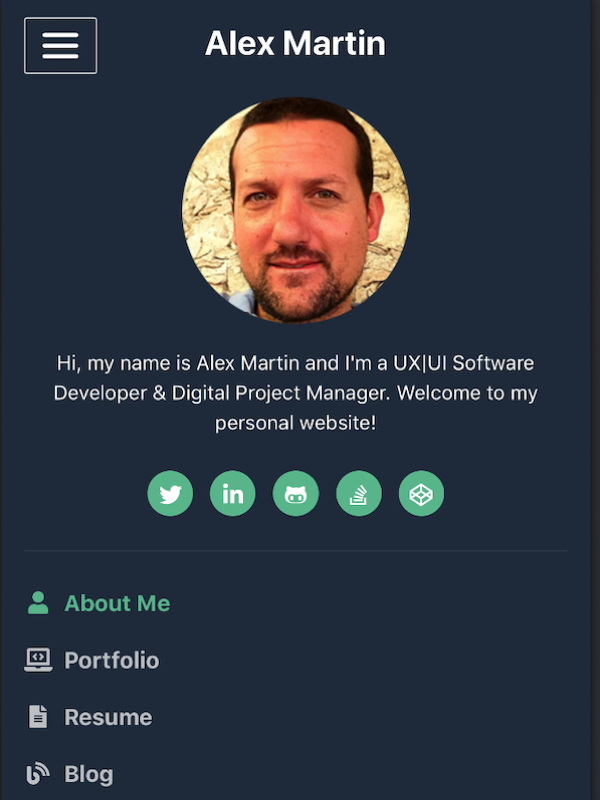 Alex Martin
Hi, my name is Alex Martin and I'm a UX|UI Software
Developer & Digital Project Manager. Welcome to my
personal website!
About Me
Portfolio
Resume
Blog